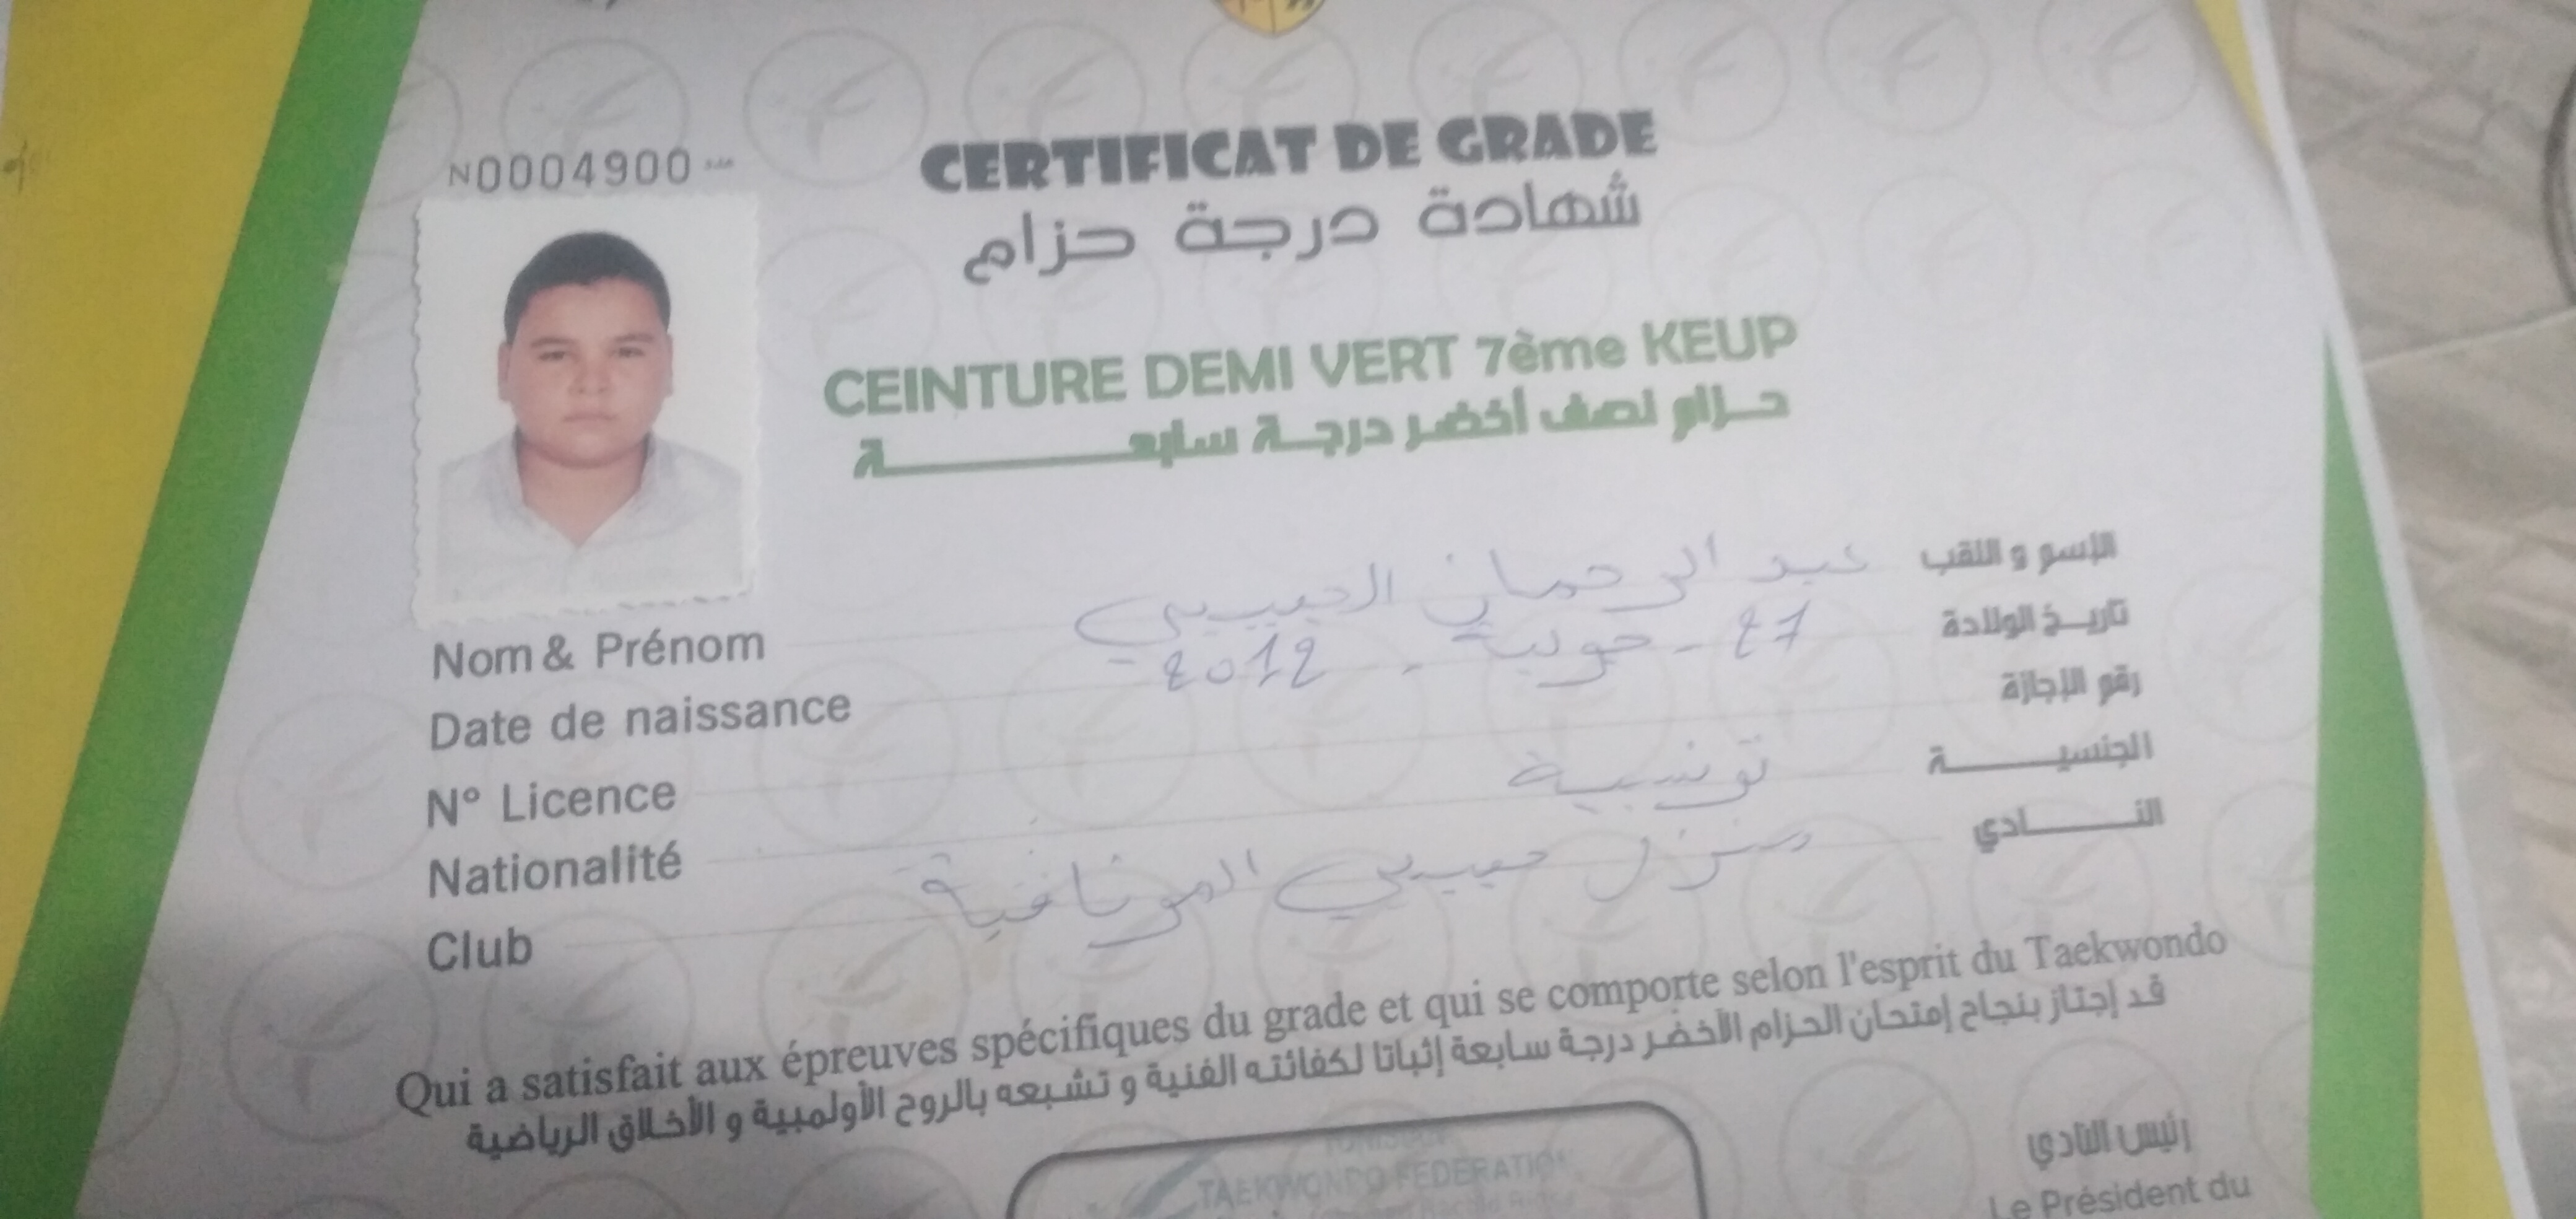 N0004900
CERTIFICAT DE GRADE
شهادة درجة حزام
CEINTURE DEMI VERT 7ème KEUP
حزام نصف أخضر درجة سابعة
الإسم و اللقب عبد الرحمان الحبيبي
Nom & Prénom
تاريخ الولادة 27 - جويلية - 2012
Date de naissance
رقم الإجازة
N° Licence
الجنسية تونسية
Nationalité
النادي منزل حبيبي
Club
Qui a satisfait aux épreuves spécifiques du grade et qui se comporte selon l'esprit du Taekwondo
قد إجتاز بنجاح إمتحان الحزام الأخضر درجة سابعة إثباتا لكفائته الفنية و تشبعه بالروح الأولمبية و الأخلاق الرياضية
رئيس النادي
TAEKWONDO FEDERATION
Le Président du